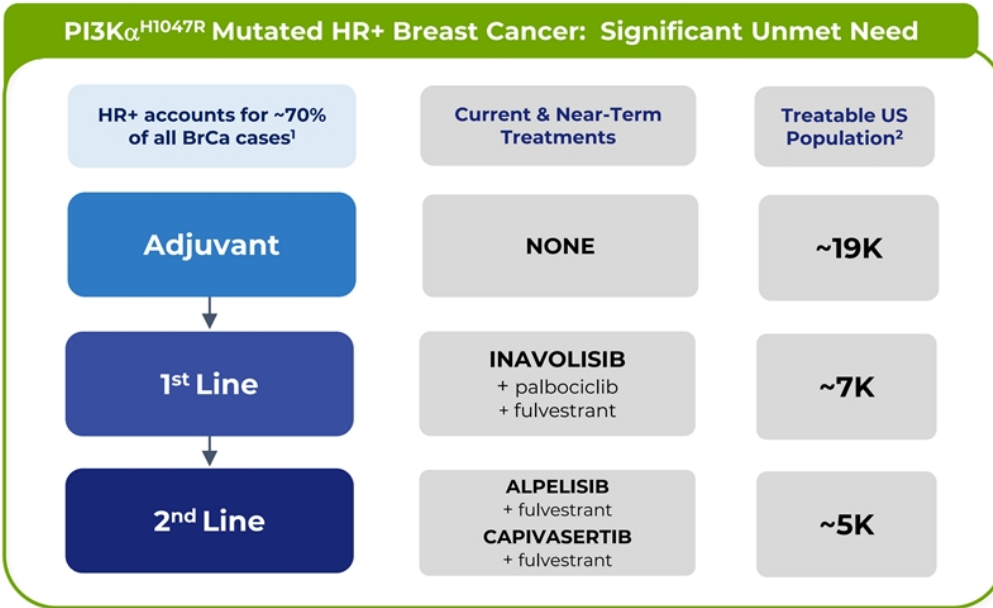 PI3Kα^H1047R Mutated HR+ Breast Cancer: Significant Unmet Need
HR+ accounts for ~70%
of all BrCa cases¹
Current & Near-Term
Treatments
Treatable US
Population²
Adjuvant
NONE
~19K
1st Line
INAVOLISIB
+ palbociclib
+ fulvestrant
~7K
2nd Line
ALPELISIB
+ fulvestrant
CAPIVASERTIB
+ fulvestrant
~5K